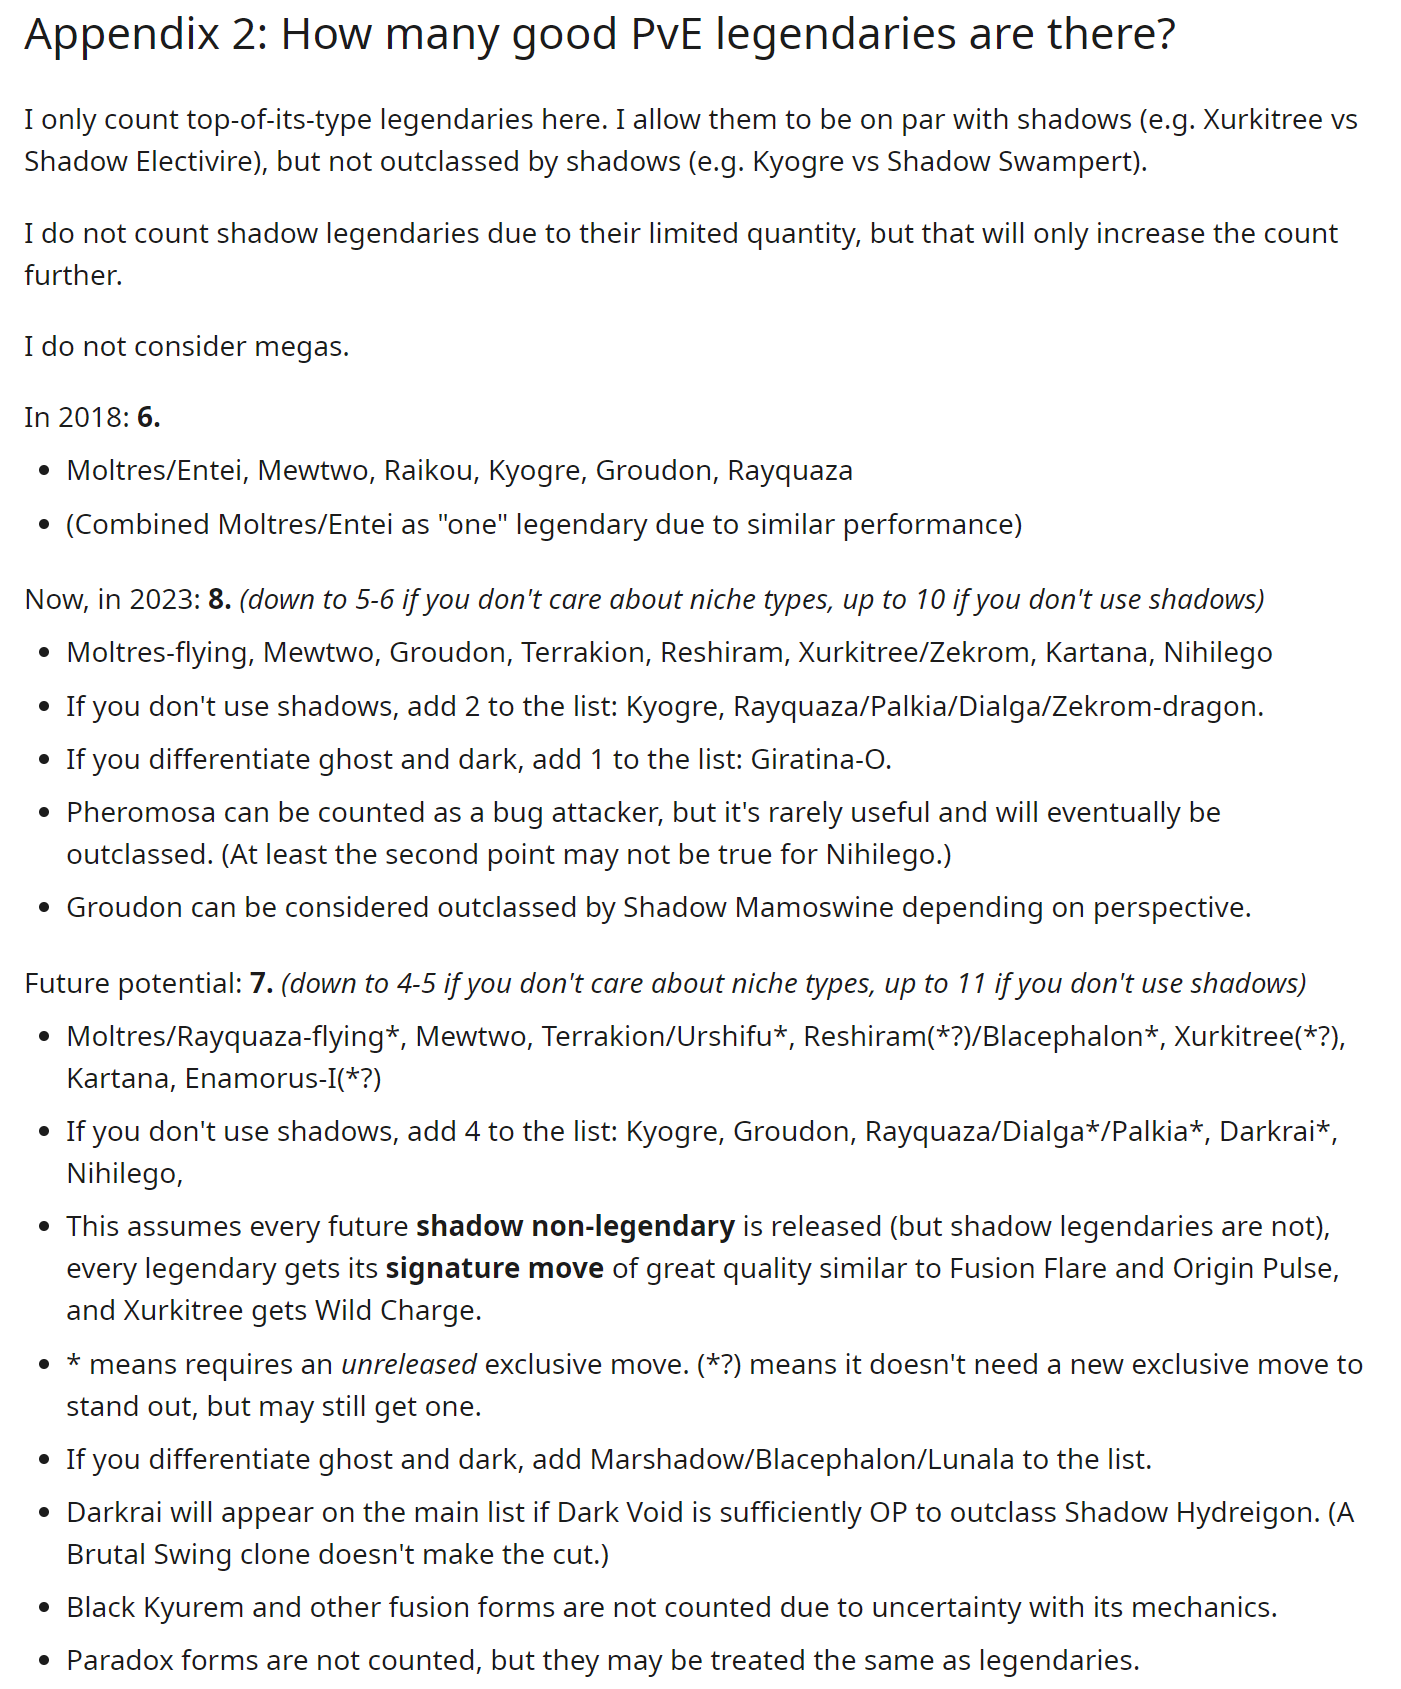 Appendix 2: How many good PvE legendaries are there?
I only count top-of-its-type legendaries here. I allow them to be on par with shadows (e.g. Xurkitree vs
Shadow Electivire), but not outclassed by shadows (e.g. Kyogre vs Shadow Swampert).
I do not count shadow legendaries due to their limited quantity, but that will only increase the count
further.
I do not consider megas.
In 2018: 6.
• Moltres/Entei, Mewtwo, Raikou, Kyogre, Groudon, Rayquaza
• (Combined Moltres/Entei as "one" legendary due to similar performance)
Now, in 2023: 8. (down to 5-6 if you don't care about niche types, up to 10 if you don't use shadows)
• Moltres-flying, Mewtwo, Groudon, Terrakion, Reshiram, Xurkitree/Zekrom, Kartana, Nihilego
• If you don't use shadows, add 2 to the list: Kyogre, Rayquaza/Palkia/Dialga/Zekrom-dragon.
• If you differentiate ghost and dark, add 1 to the list: Giratina-O.
• Pheromosa can be counted as a bug attacker, but it's rarely useful and will eventually be
outclassed. (At least the second point may not be true for Nihilego.)
• Groudon can be considered outclassed by Shadow Mamoswine depending on perspective.
Future potential: 7. (down to 4-5 if you don't care about niche types, up to 11 if you don't use shadows)
• Moltres/Rayquaza-flying*, Mewtwo, Terrakion/Urshifu*, Reshiram(*?)/Blacephalon*, Xurkitree(*?),
Kartana, Enamorus-I(*?)
• If you don't use shadows, add 4 to the list: Kyogre, Groudon, Rayquaza/Dialga*/Palkia*, Darkrai*,
Nihilego,
• This assumes every future shadow non-legendary is released (but shadow legendaries are not),
every legendary gets its signature move of great quality similar to Fusion Flare and Origin Pulse,
and Xurkitree gets Wild Charge.
• * means requires an unreleased exclusive move. (*?) means it doesn't need a new exclusive move to
stand out, but may still get one.
• If you differentiate ghost and dark, add Marshadow/Blacephalon/Lunala to the list.
• Darkrai will appear on the main list if Dark Void is sufficiently OP to outclass Shadow Hydreigon. (A
Brutal Swing clone doesn't make the cut.)
• Black Kyurem and other fusion forms are not counted due to uncertainty with its mechanics.
• Paradox forms are not counted, but they may be treated the same as legendaries.